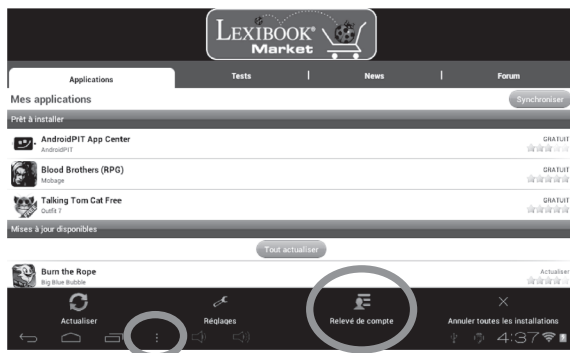 LEXIBOOK®
Market
Applications
Tests
News
Forum
Mes applications
Synchroniser
Prêt à installer
AndroidPIT App Center
AndroidPIT
GRATUIT
Blood Brothers (RPG)
Mobage
GRATUIT
Talking Tom Cat Free
Outfit 7
GRATUIT
Mises à jour disponibles
Tout actualiser
Burn the Rope
Big Blue Bubble
Actualiser
Actualiser
Réglages
Relevé de compte
Annuler toutes les installations
4:37